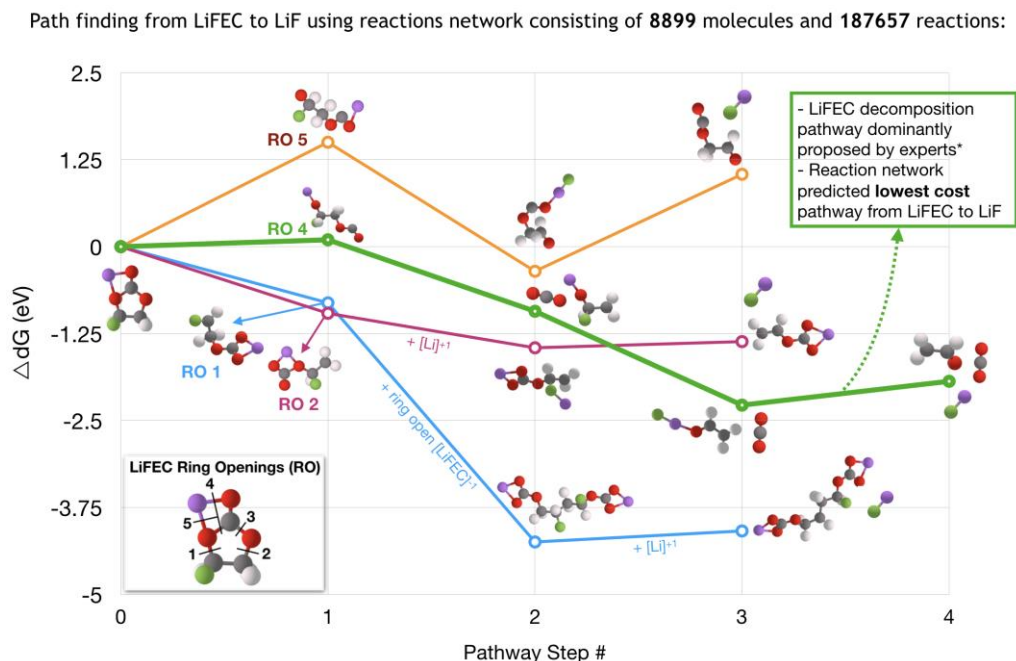 Path finding from LiFEC to LiF using reactions network consisting of 8899 molecules and 187657 reactions:
2.5
1.25
0
-1.25
-2.5
-3.75
-5
△dG (eV)
RO 5
RO 4
RO 1
RO 2
+ [Li]+1
+ ring open [LiFEC]-1
+ [Li]+1
- LiFEC decomposition
pathway dominantly
proposed by experts*
- Reaction network
predicted lowest cost
pathway from LiFEC to LiF
LiFEC Ring Openings (RO)
4
5
3
1
2
0
1
2
3
4
Pathway Step #